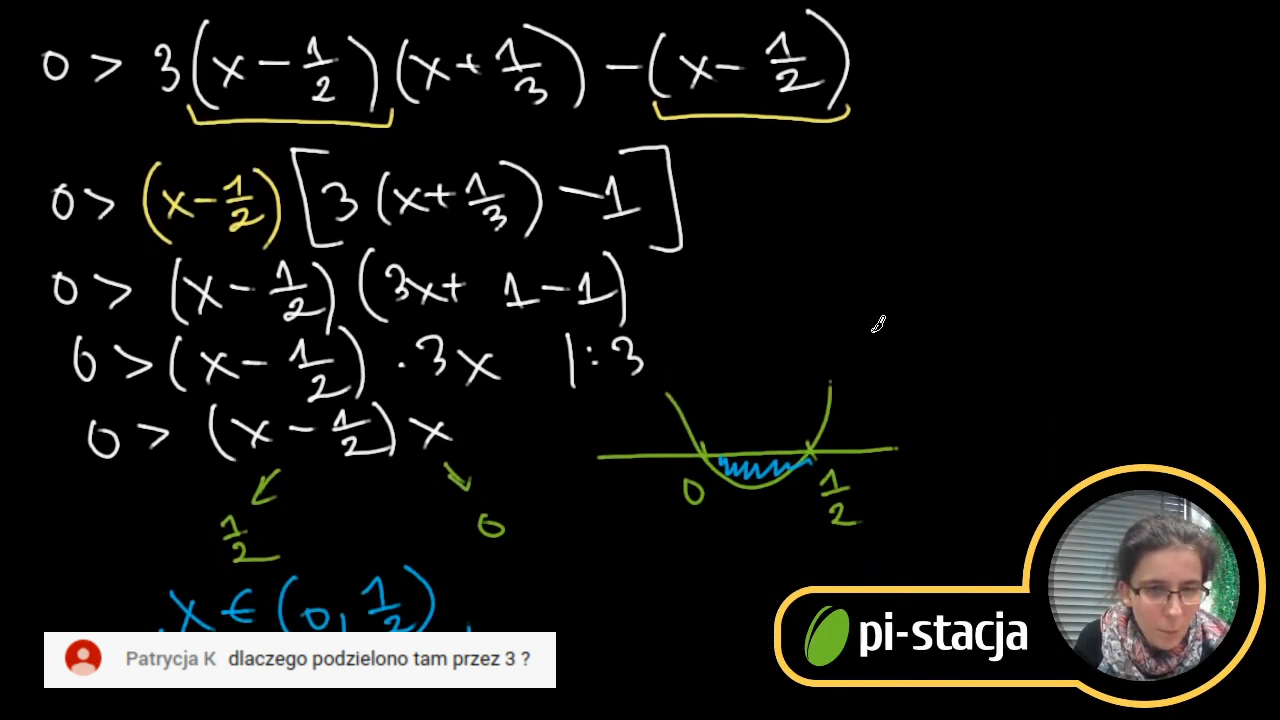 0 > 3(x - 1/2)(x + 1/3) - (x - 1/2)
0 > (x - 1/2)[3(x + 1/3) - 1]
0 > (x - 1/2)(3x + 1 - 1)
0 > (x - 1/2) · 3x |:3
0 > (x - 1/2)x
1/2 0
0 1/2
x ∈ (0, 1/2)
Patrycja K dlaczego podzielono tam przez 3 ?
pi-stacja